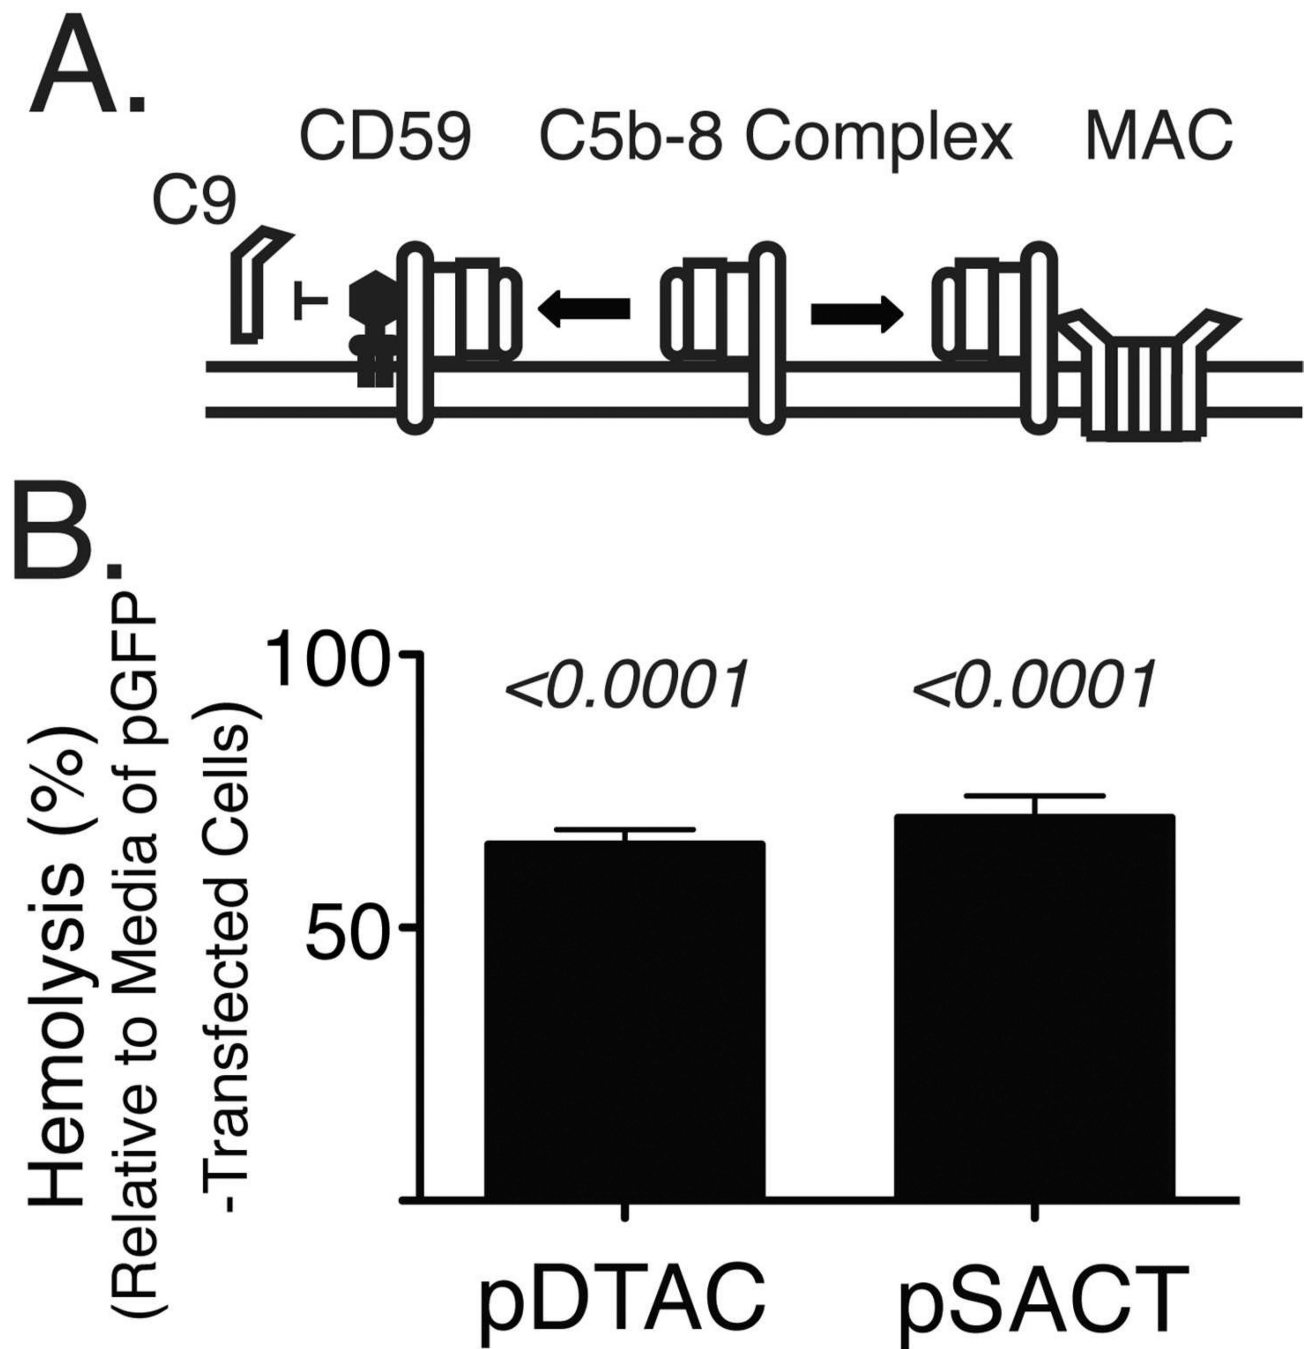 A.
CD59 C5b-8 Complex MAC
C9
B.
Hemolysis (%)
(Relative to Media of pGFP
-Transfected Cells)
100
<0.0001 <0.0001
50
pDTAC pSACT